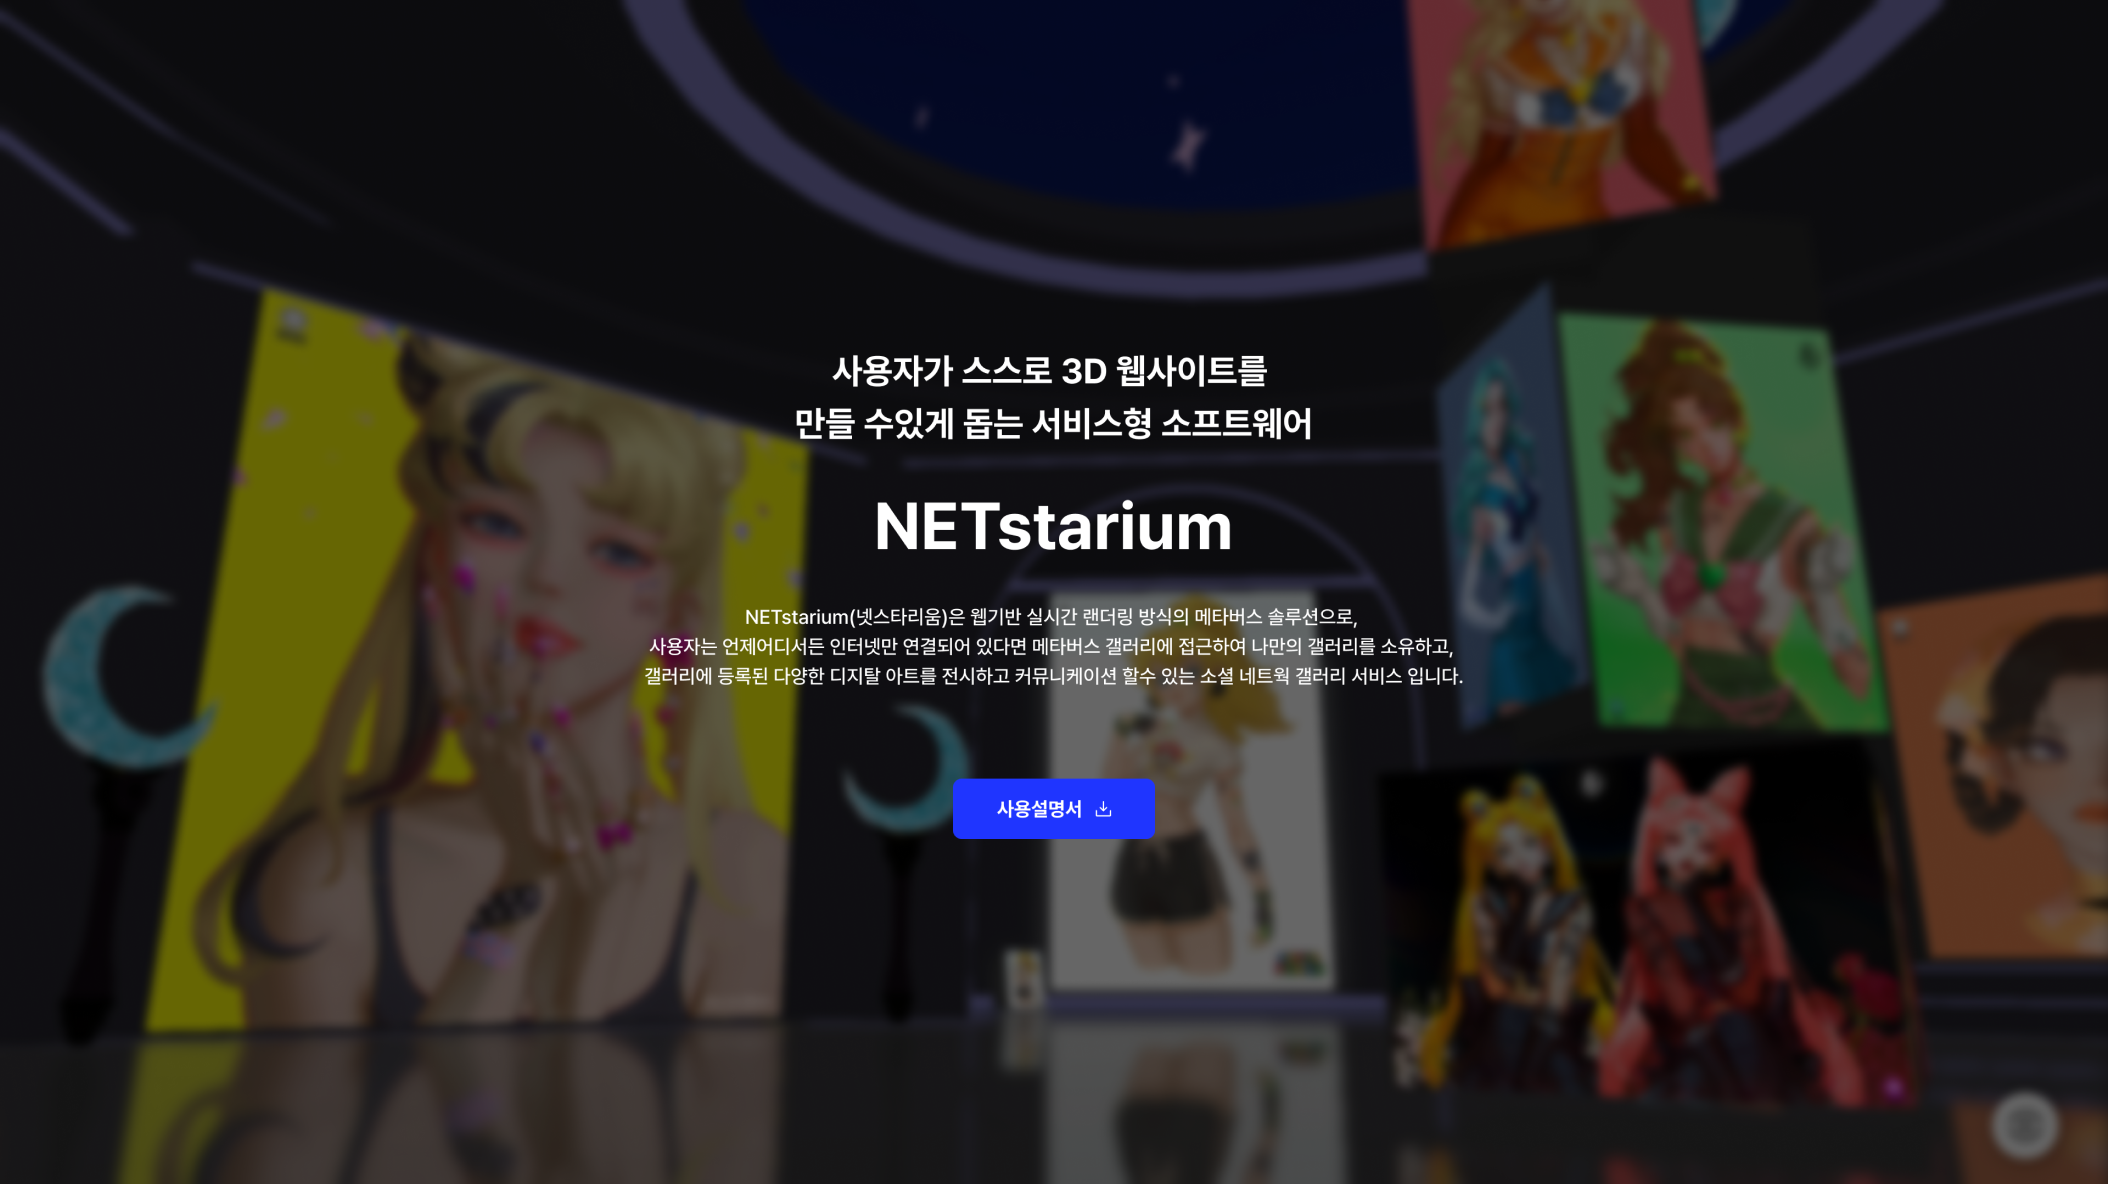 사용자가 스스로 3D 웹사이트를
만들 수있게 돕는 서비스형 소프트웨어
NETstarium
NETstarium(넷스타리움)은 웹기반 실시간 랜더링 방식의 메타버스 솔루션으로,
사용자는 언제어디서든 인터넷만 연결되어 있다면 메타버스 갤러리에 접근하여 나만의 갤러리를 소유하고,
갤러리에 등록된 다양한 디지탈 아트를 전시하고 커뮤니케이션 할수 있는 소셜 네트웍 갤러리 서비스 입니다.
사용설명서